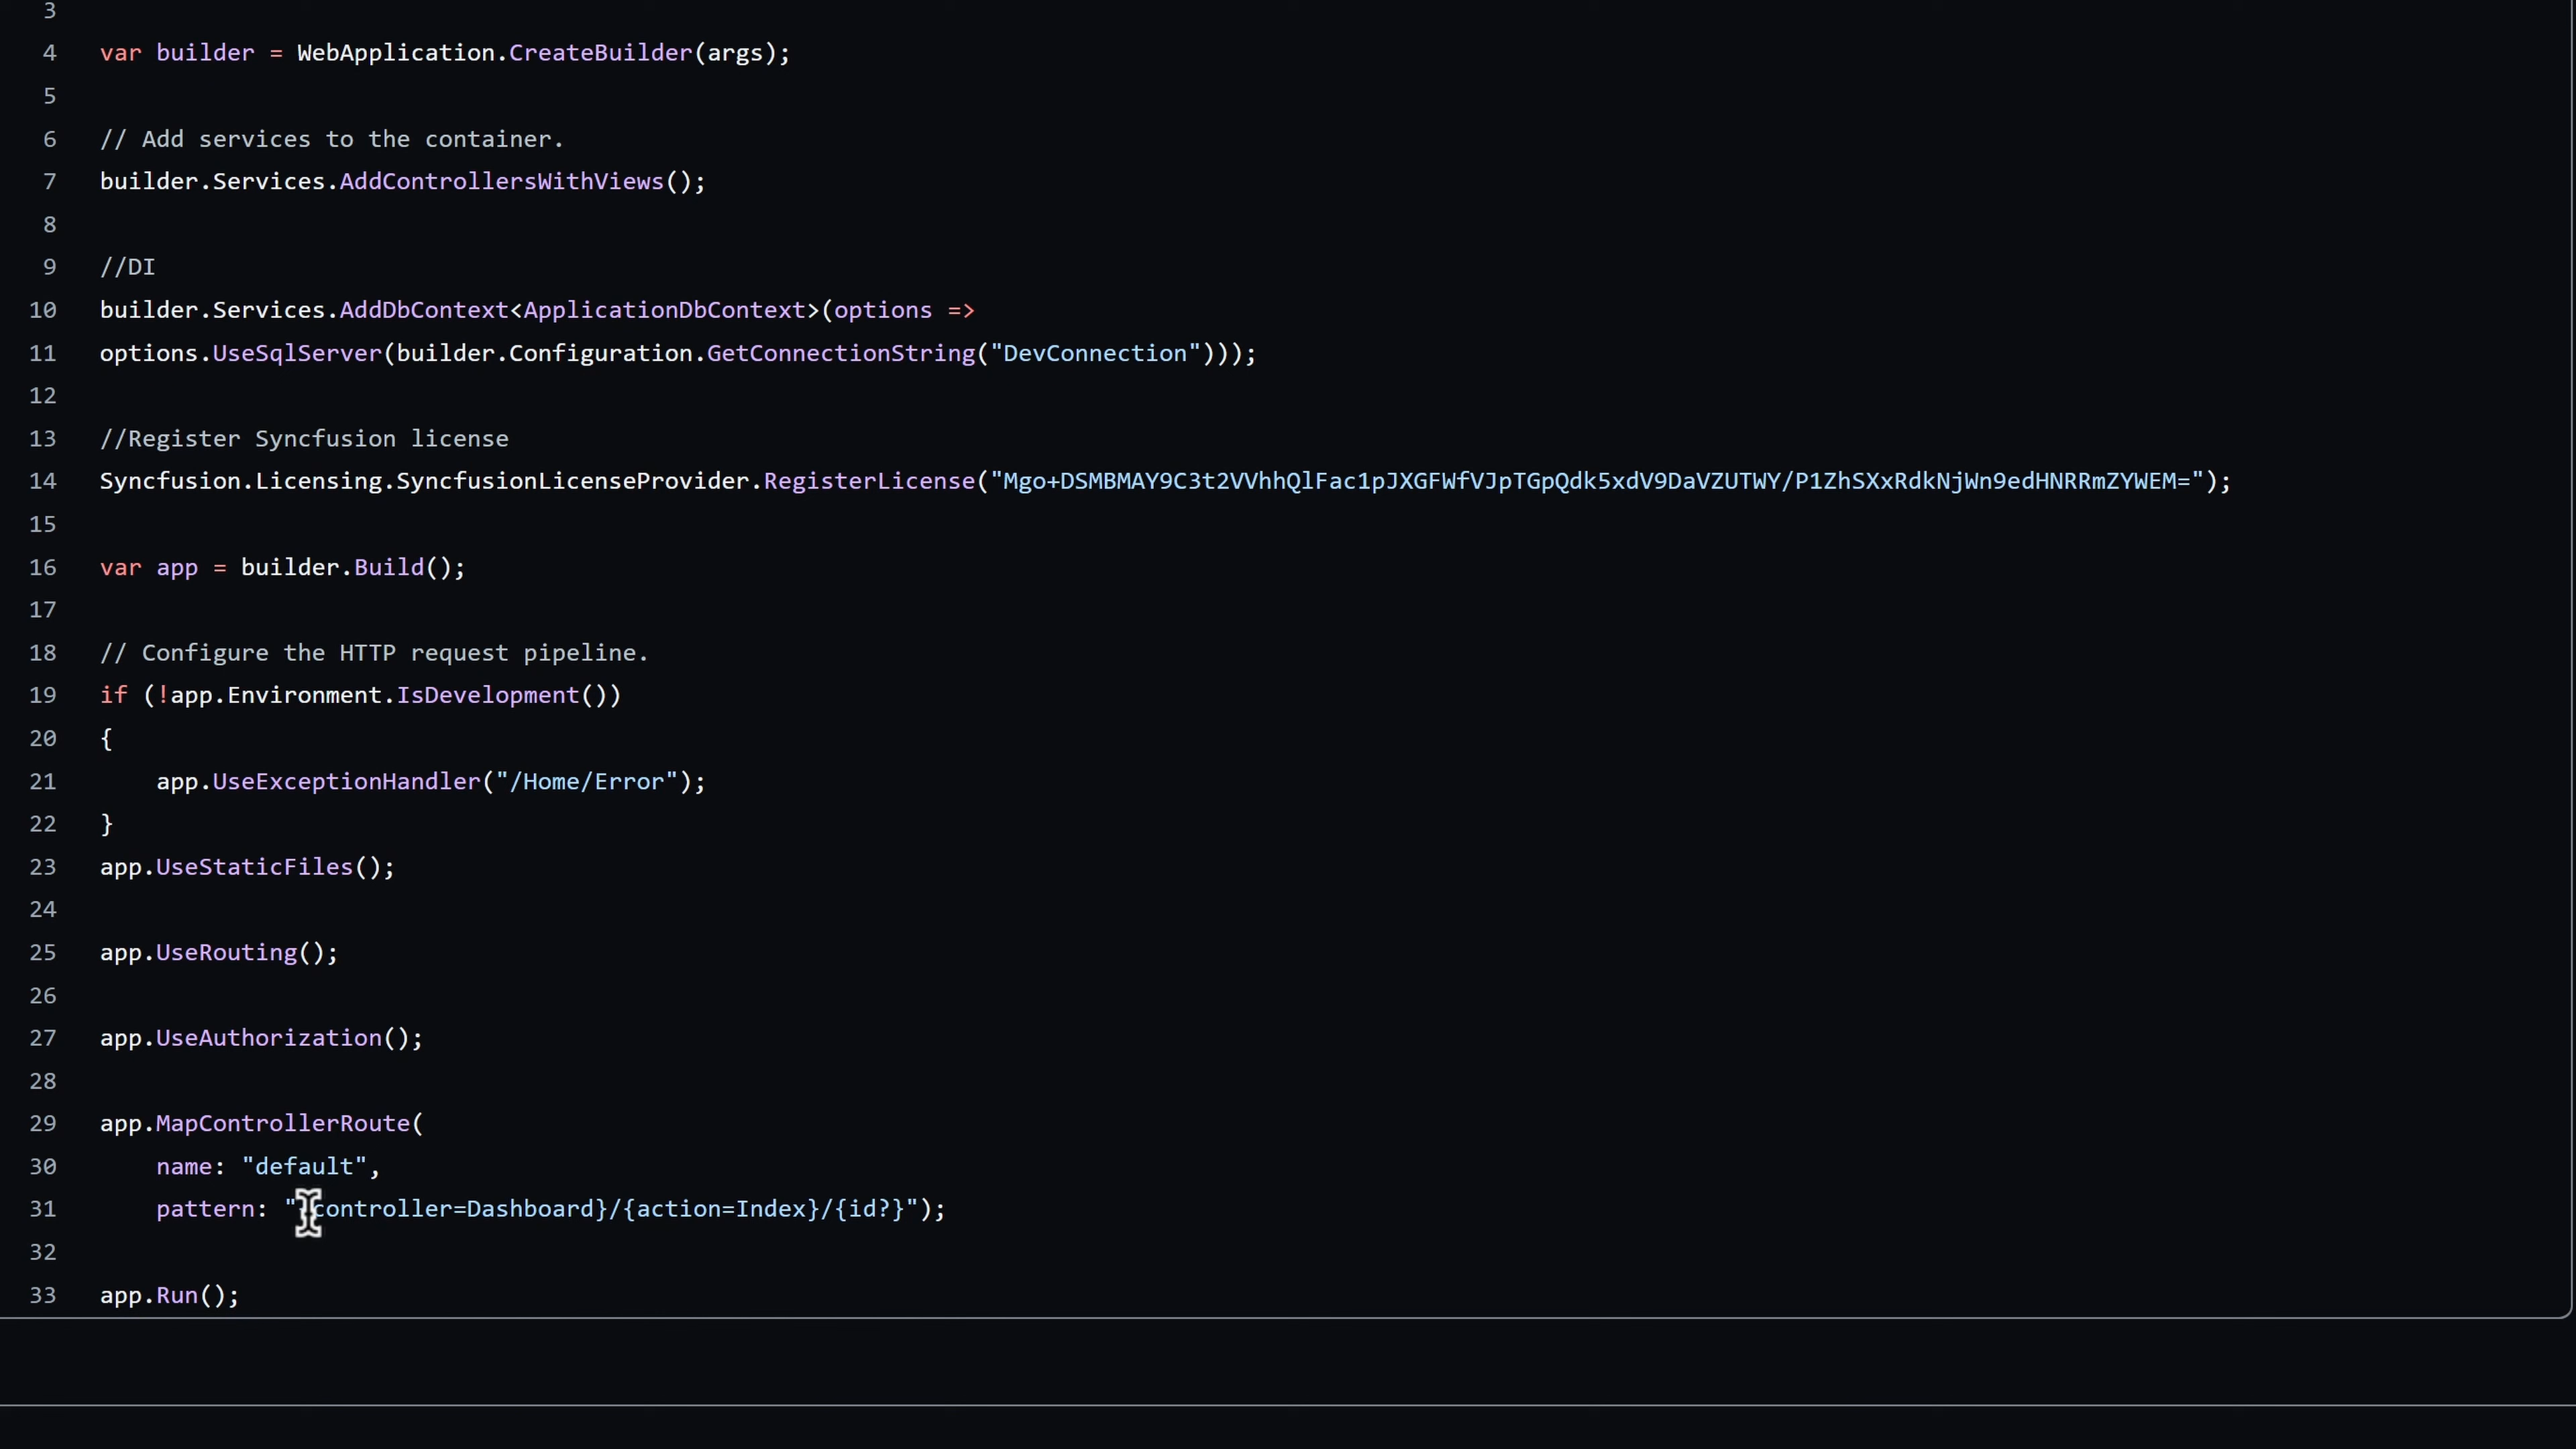 3
4 var builder = WebApplication.CreateBuilder(args);
5
6 // Add services to the container.
7 builder.Services.AddControllersWithViews();
8
9 //DI
10 builder.Services.AddDbContext<ApplicationDbContext>(options =>
11 options.UseSqlServer(builder.Configuration.GetConnectionString("DevConnection")));
12
13 //Register Syncfusion license
14 Syncfusion.Licensing.SyncfusionLicenseProvider.RegisterLicense("Mgo+DSMBMAY9C3t2VVhhQlFac1pJXGFWfVJpTGpQdk5xdV9DaVZUTWY/P1ZhSXxRdkNjWn9edHNRRmZYWEM=");
15
16 var app = builder.Build();
17
18 // Configure the HTTP request pipeline.
19 if (!app.Environment.IsDevelopment())
20 {
21     app.UseExceptionHandler("/Home/Error");
22 }
23 app.UseStaticFiles();
24
25 app.UseRouting();
26
27 app.UseAuthorization();
28
29 app.MapControllerRoute(
30     name: "default",
31     pattern: "{controller=Dashboard}/{action=Index}/{id?}");
32
33 app.Run();